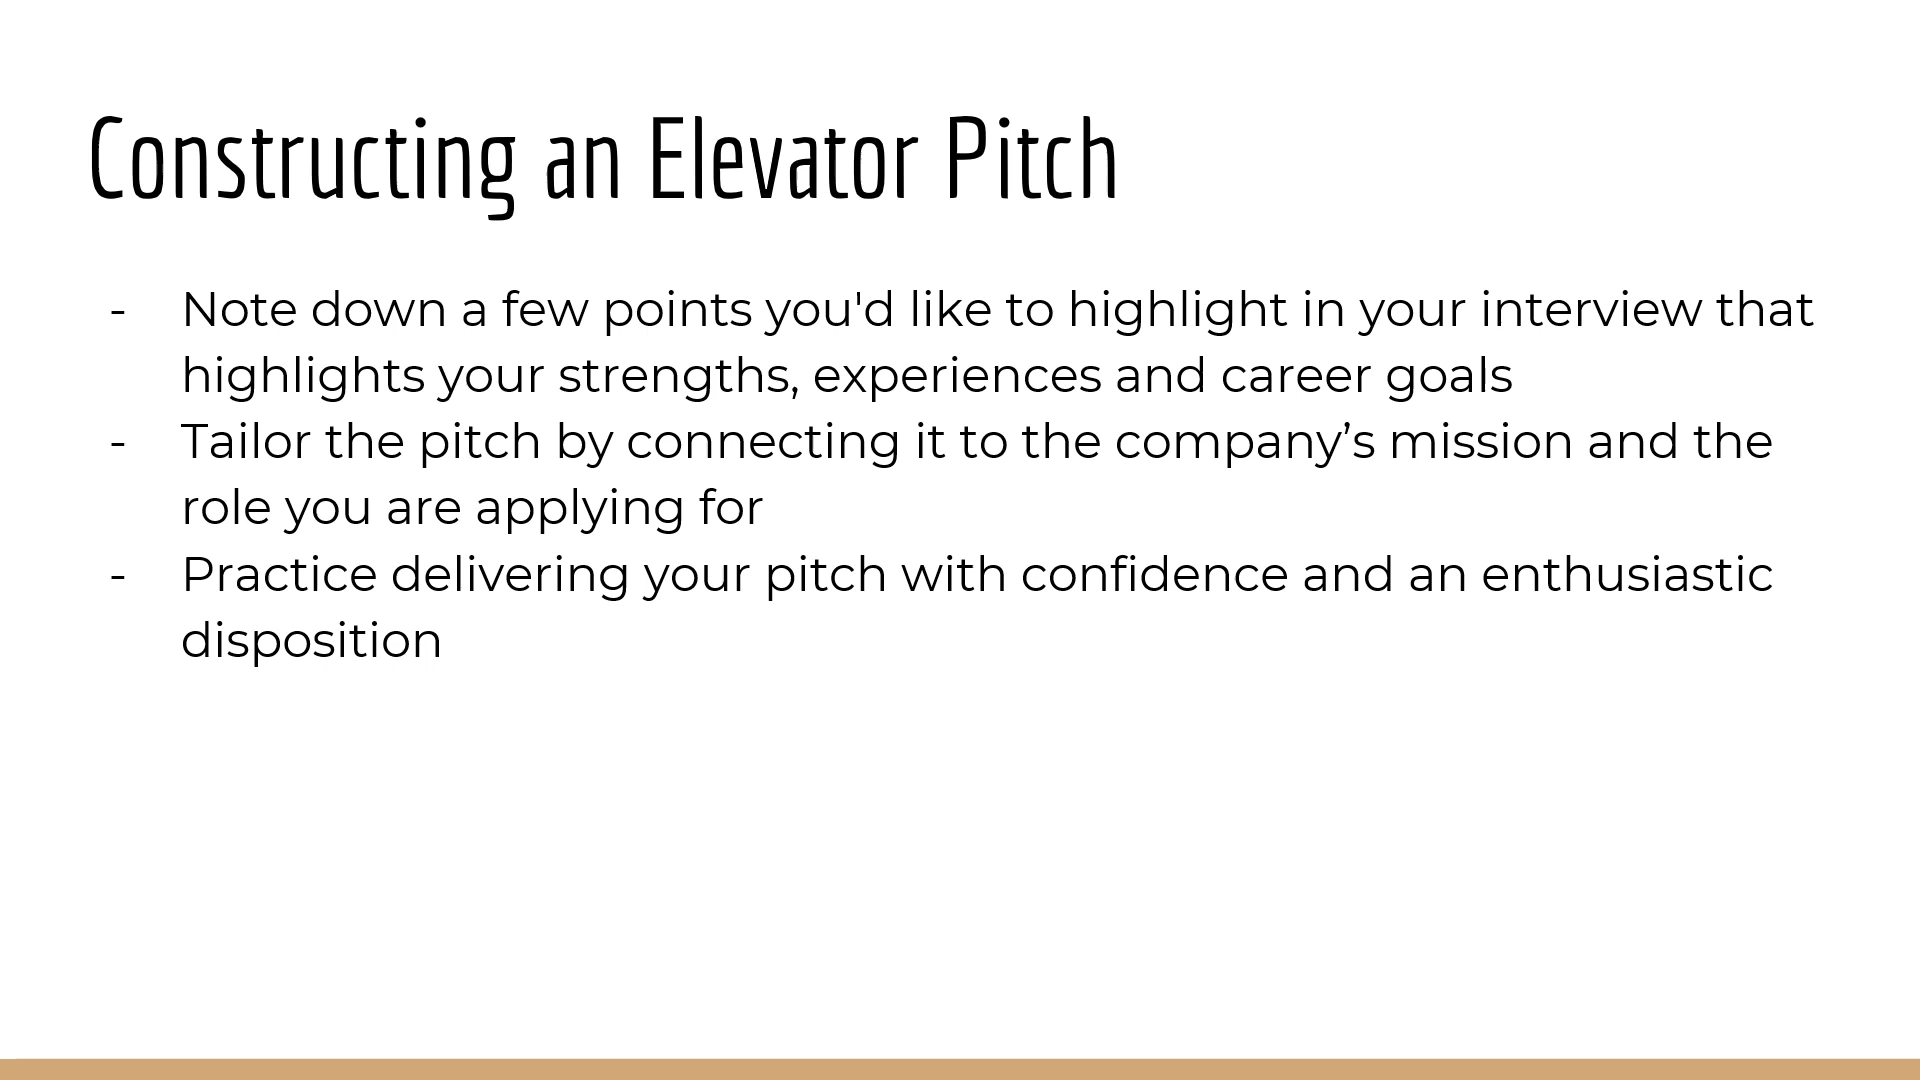 Constructing an Elevator Pitch
- Note down a few points you'd like to highlight in your interview that
highlights your strengths, experiences and career goals
- Tailor the pitch by connecting it to the company’s mission and the
role you are applying for
- Practice delivering your pitch with confidence and an enthusiastic
disposition